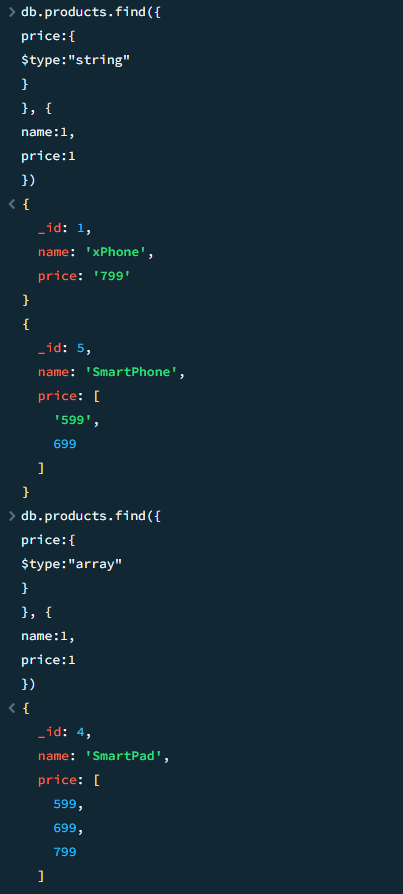 > db.products.find({
price:{
$type:"string"
}
}, {
name:1,
price:1
})
< {
_id: 1,
name: 'xPhone',
price: '799'
}
{
_id: 5,
name: 'SmartPhone',
price: [
'599',
699
]
}
> db.products.find({
price:{
$type:"array"
}
}, {
name:1,
price:1
})
< {
_id: 4,
name: 'SmartPad',
price: [
599,
699,
799
]